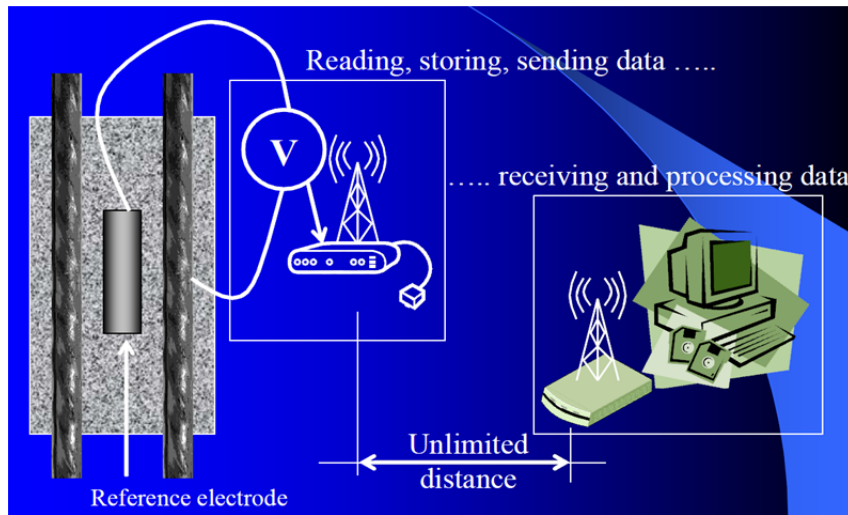 Reading, storing, sending data .....
V
..... receiving and processing data
Unlimited
distance
Reference electrode